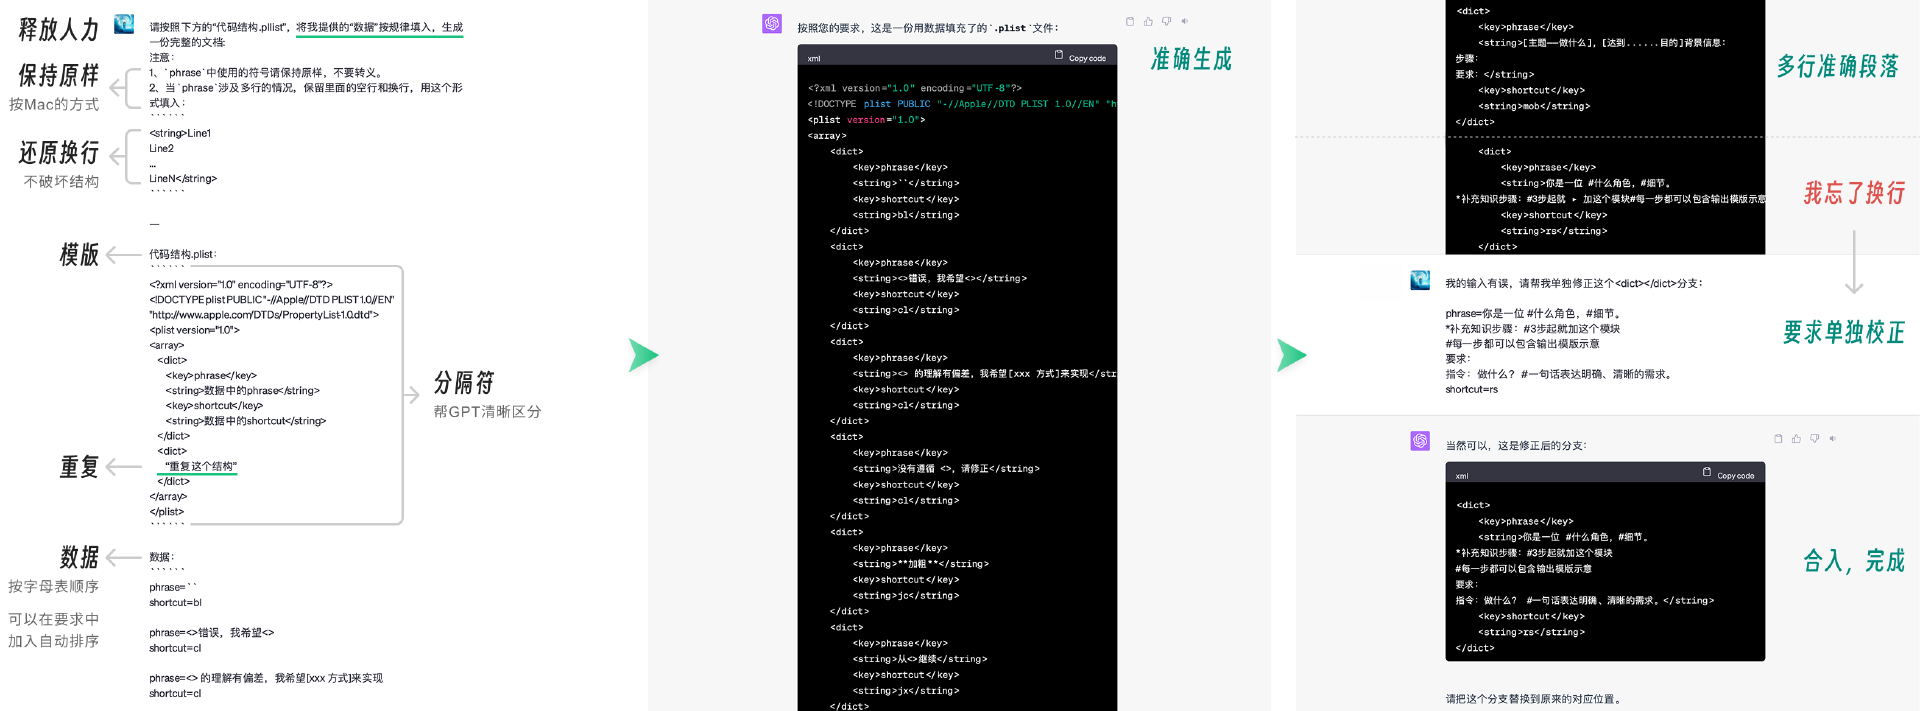 释放人力
保持原样
按Mac的方式
还原换行
不破坏结构
模版
重复
数据
按字母表顺序
可以在要求中
加入自动排序
请按照下方的“代码结构.pllist”，将我提供的“数据”按规律填入，生成
一份完整的文档:
注意：
1、`phrase`中使用的符号请保持原样，不要转义。
2、当`phrase`涉及多行的情况，保留里面的空行和换行，用这个形
式填入：
``````
<string>Line1
Line2
...
LineN</string>
``````
—
代码结构.plist：
``````
<?xml version="1.0" encoding="UTF-8"?>
<!DOCTYPE plist PUBLIC "-//Apple//DTD PLIST 1.0//EN"
"http://www.apple.com/DTDs/PropertyList-1.0.dtd">
<plist version="1.0">
<array>
<dict>
<key>phrase</key>
<string>数据中的phrase</string>
<key>shortcut</key>
<string>数据中的shortcut</string>
</dict>
<dict>
“重复这个结构”
</dict>
</array>
</plist>
``````
分隔符
帮GPT清晰区分
数据：
``````
phrase=``
shortcut=bl
phrase=<>错误，我希望<>
shortcut=cl
phrase=<> 的理解有偏差，我希望[xxx 方式]来实现
shortcut=cl
按照您的要求，这是一份用数据填充了的`.plist`文件：
准确生成
xml
Copy code
<?xml version="1.0" encoding="UTF-8"?>
<!DOCTYPE plist PUBLIC "-//Apple//DTD PLIST 1.0//EN" "h
<plist version="1.0">
<array>
<dict>
<key>phrase</key>
<string>``</string>
<key>shortcut</key>
<string>bl</string>
</dict>
<dict>
<key>phrase</key>
<string><>错误，我希望<></string>
<key>shortcut</key>
<string>cl</string>
</dict>
<dict>
<key>phrase</key>
<string><> 的理解有偏差，我希望[xxx 方式]来实现</str
<key>shortcut</key>
<string>cl</string>
</dict>
<dict>
<key>phrase</key>
<string>没有遵循 <>，请修正</string>
<key>shortcut</key>
<string>cl</string>
</dict>
<dict>
<key>phrase</key>
<string>**加粗**</string>
<key>shortcut</key>
<string>jc</string>
</dict>
<dict>
<key>phrase</key>
<string>从<>继续</string>
<key>shortcut</key>
<string>jx</string>
</dict>
<dict>
<key>phrase</key>
<string>[主题——做什么]，[达到......目的]背景信息：
步骤：
要求：</string>
<key>shortcut</key>
<string>mob</string>
</dict>
多行准确段落
<dict>
<key>phrase</key>
<string>你是一位 #什么角色，#细节。
*补充知识步骤：#3步起就 ▸ 加这个模块#每一步都可以包含输出模版示意
<key>shortcut</key>
<string>rs</string>
</dict>
我忘了换行
我的输入有误，请帮我单独修正这个<dict></dict>分支：
phrase=你是一位 #什么角色，#细节。
*补充知识步骤：#3步起就加这个模块
#每一步都可以包含输出模版示意
要求：
指令：做什么？ #一句话表达明确、清晰的需求。
shortcut=rs
要求单独校正
当然可以，这是修正后的分支：
xml
Copy code
<dict>
<key>phrase</key>
<string>你是一位 #什么角色，#细节。
*补充知识步骤：#3步起就加这个模块
#每一步都可以包含输出模版示意
要求：
指令：做什么？ #一句话表达明确、清晰的需求。</string>
<key>shortcut</key>
<string>rs</string>
</dict>
合入，完成
请把这个分支替换到原来的对应位置。